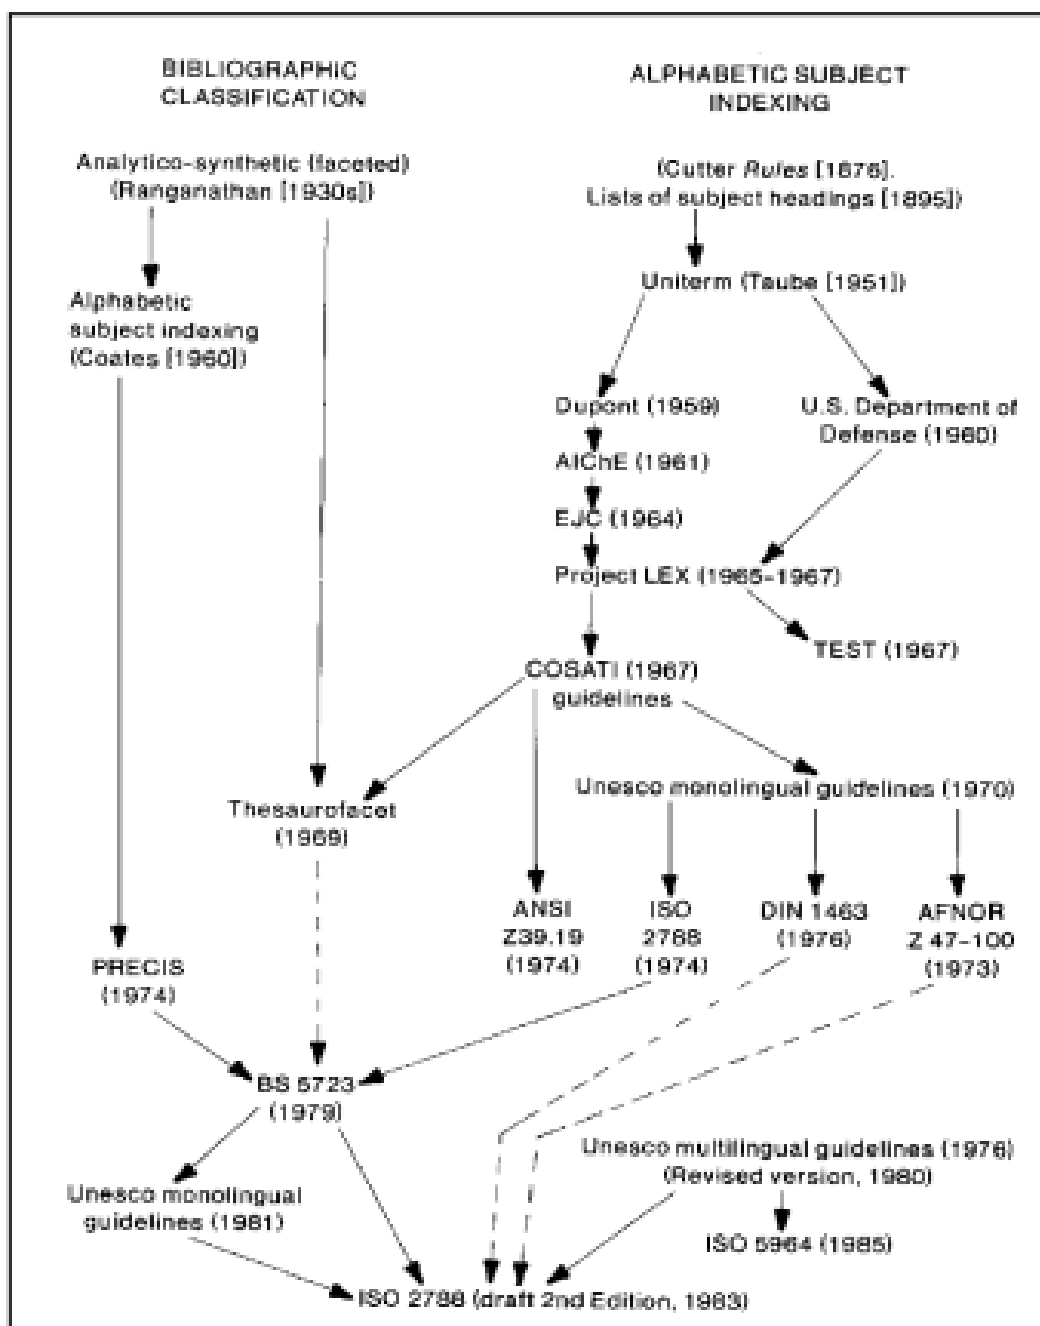 BIBLIOGRAPHIC
CLASSIFICATION
ALPHABETIC SUBJECT
INDEXING
Analytico-synthetic (faceted)
(Ranganathan [1930s])
(Cutter Rules [1876].
Lists of subject headings [1895])
Uniterm (Taube [1951])
Alphabetic
subject indexing
(Coates [1960])
Dupont (1959)
U.S. Department of
Defense (1960)
AIChE (1961)
EJC (1964)
Project LEX (1965-1967)
TEST (1967)
COSATI (1967)
guidelines
Unesco monolingual guidelines (1970)
Thesaurofacet
(1969)
ANSI
Z39.19
(1974)
ISO
2788
(1974)
DIN 1463
(1976)
AFNOR
Z 47-100
(1973)
PRECIS
(1974)
BS 5723
(1979)
Unesco multilingual guidelines (1976)
(Revised version, 1980)
Unesco monolingual
guidelines (1981)
ISO 5964 (1985)
ISO 2788 (draft 2nd Edition, 1983)